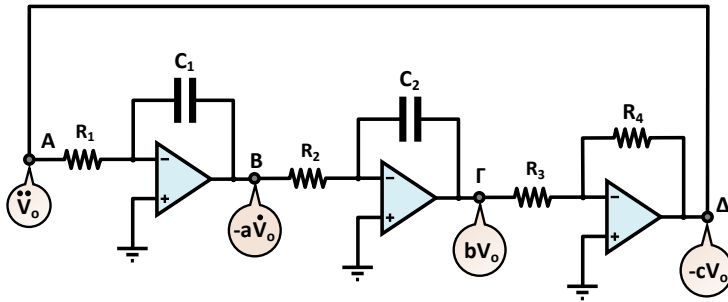 C₁
C₂
A
R₁
R₂
R₃
R₄
B
Γ
Δ
−
+
−
+
−
+
V̈ₒ
-aV̇ₒ
bVₒ
-cVₒ